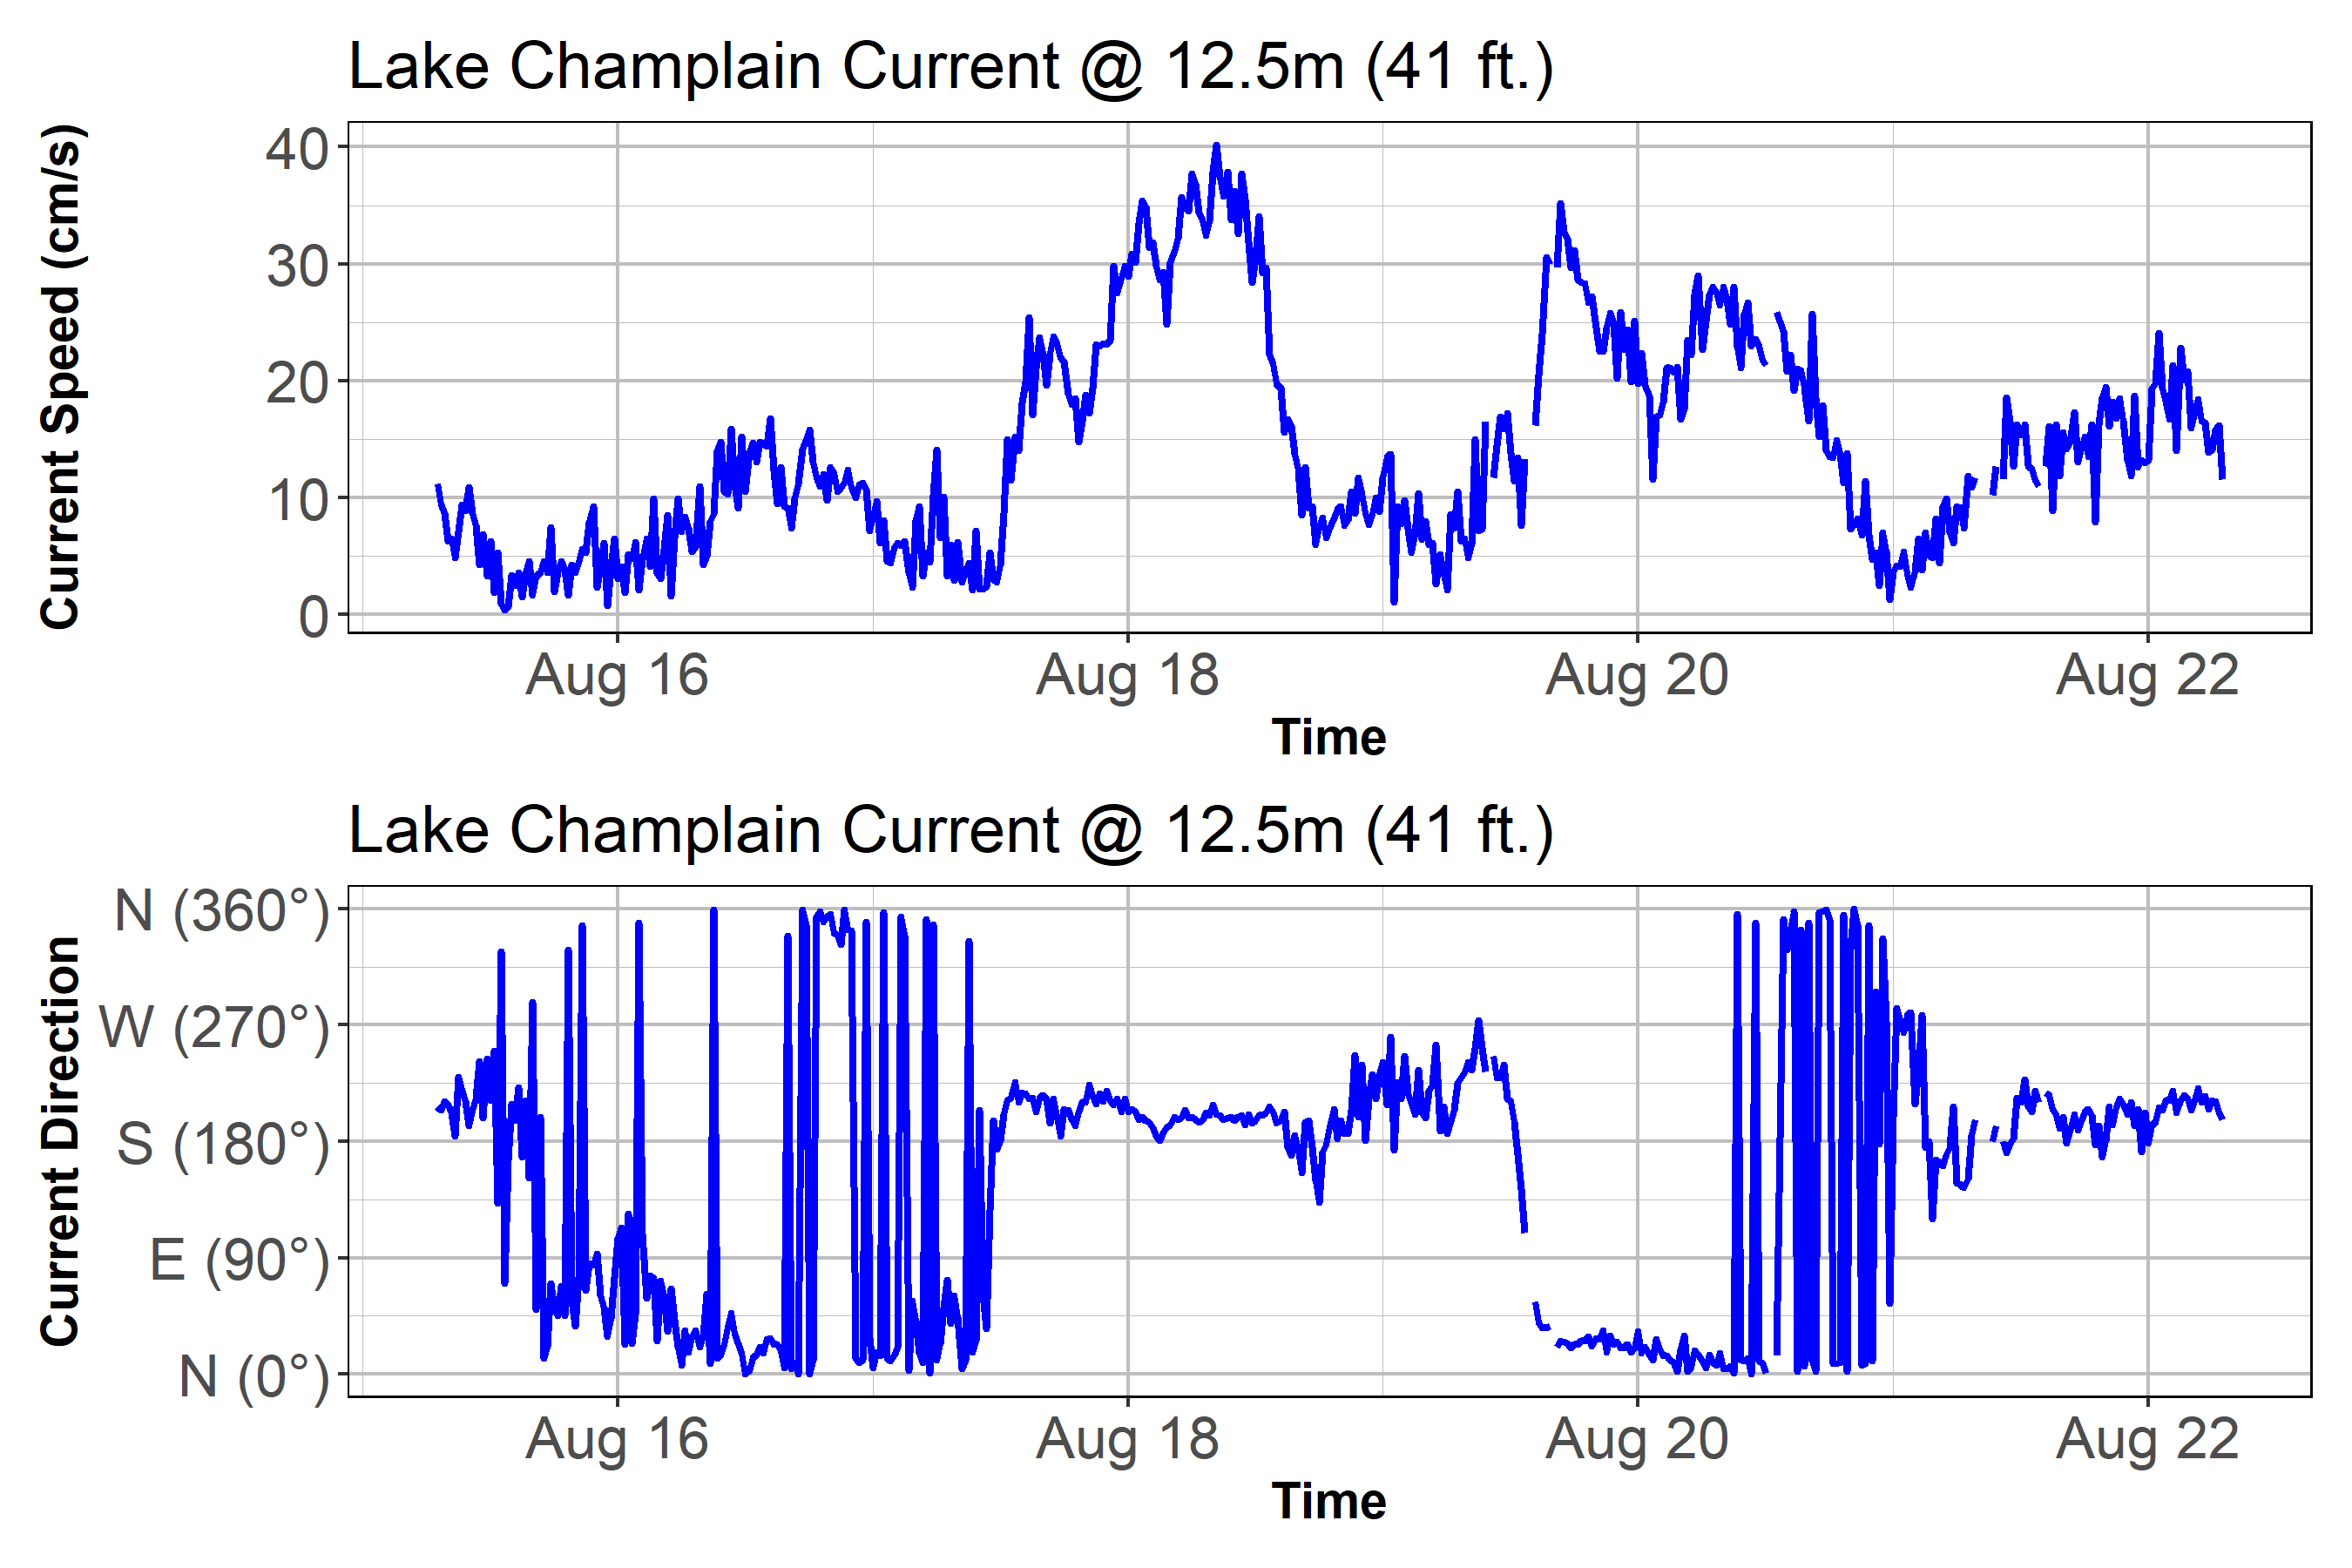 Lake Champlain Current @ 12.5m (41 ft.)
Current Speed (cm/s)
40
30
20
10
0
Aug 16 Aug 18 Aug 20 Aug 22
Time
Lake Champlain Current @ 12.5m (41 ft.)
Current Direction
N (360°)
W (270°)
S (180°)
E (90°)
N (0°)
Aug 16 Aug 18 Aug 20 Aug 22
Time